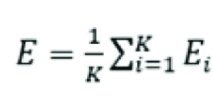 E = \frac{1}{K} \sum_{i=1}^{K} E_i